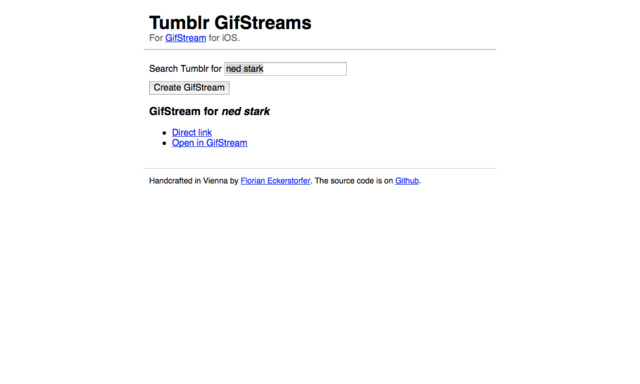 Tumblr GifStreams
For GifStream for iOS.
Search Tumblr for ned stark
Create GifStream
GifStream for ned stark
Direct link
Open in GifStream
Handcrafted in Vienna by Florian Eckerstorfer. The source code is on Github.